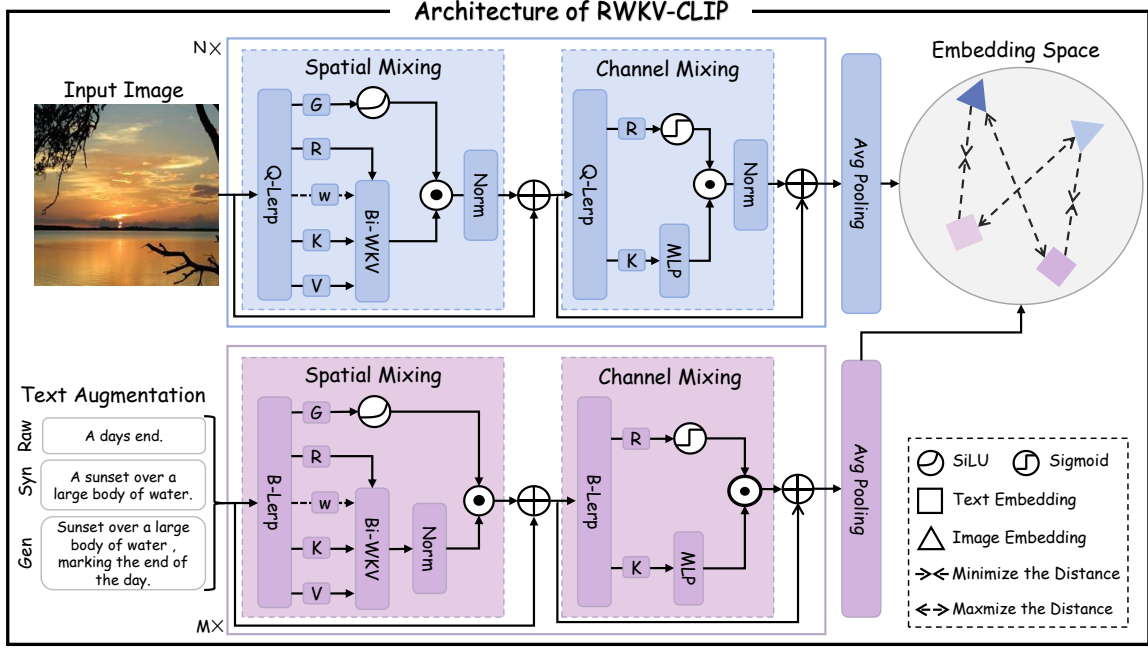 Architecture of RWKV-CLIP
N×
Input Image
Spatial Mixing
Q-Lerp
G
R
w
K
V
Bi-WKV
Norm
Channel Mixing
Q-Lerp
R
K
MLP
Norm
Avg Pooling
Embedding Space
Text Augmentation
Raw
A days end.
Syn
A sunset over a
large body of water.
Gen
Sunset over a large
body of water ,
marking the end of
the day.
M×
Spatial Mixing
B-Lerp
G
R
w
K
V
Bi-WKV
Norm
Channel Mixing
B-Lerp
R
K
MLP
Avg Pooling
SiLU
Sigmoid
Text Embedding
Image Embedding
Minimize the Distance
Maxmize the Distance